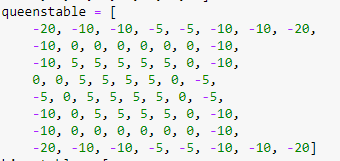 queenstable = [
-20, -10, -10, -5, -5, -10, -10, -20,
-10, 0, 0, 0, 0, 0, 0, -10,
-10, 5, 5, 5, 5, 5, 0, -10,
0, 0, 5, 5, 5, 5, 0, -5,
-5, 0, 5, 5, 5, 5, 0, -5,
-10, 0, 5, 5, 5, 5, 0, -10,
-10, 0, 0, 0, 0, 0, 0, -10,
-20, -10, -10, -5, -5, -10, -10, -20]